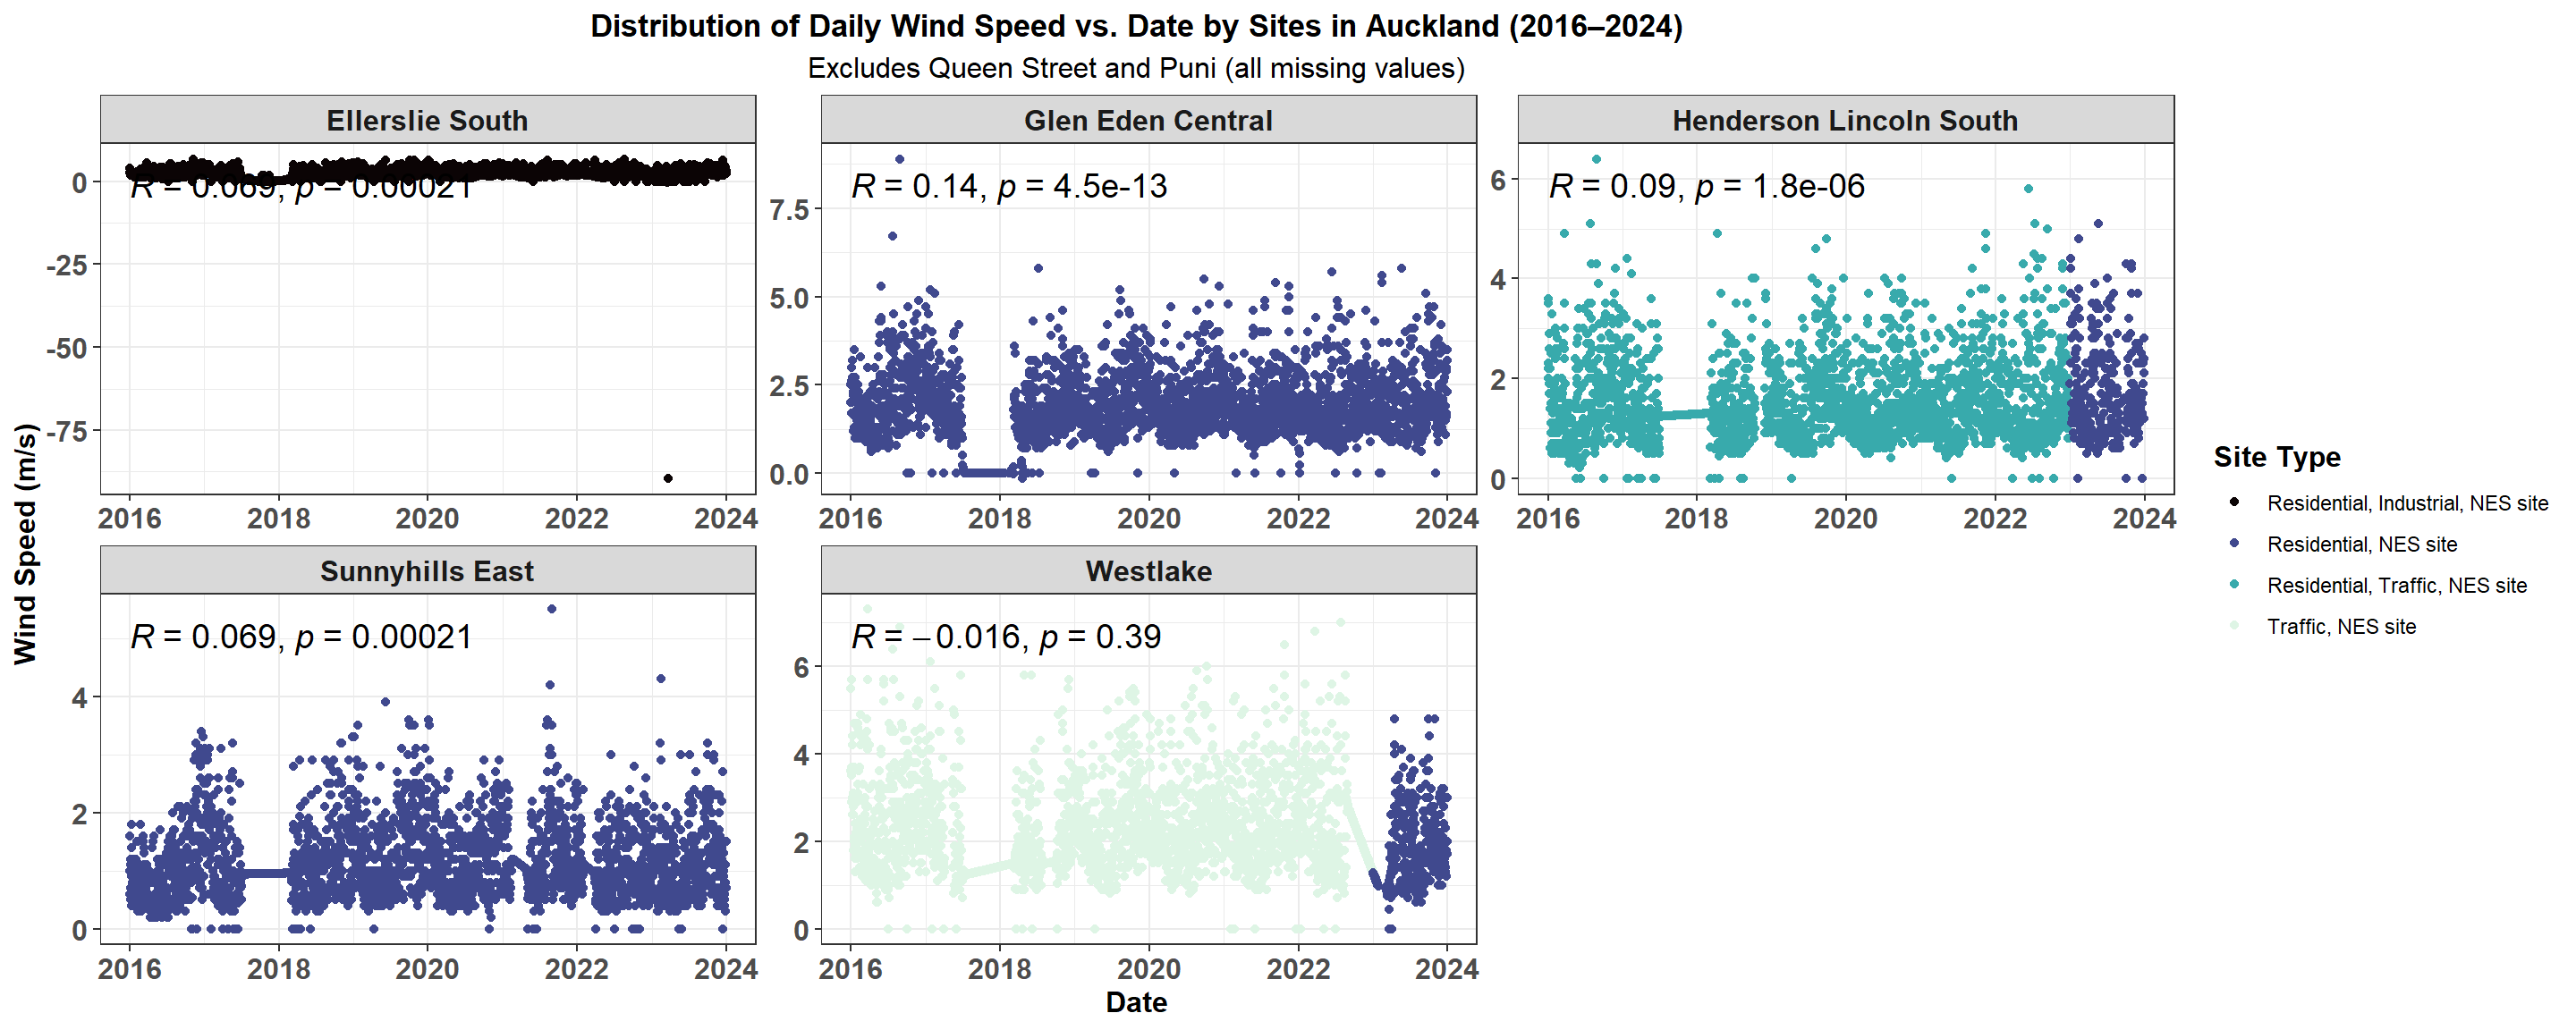 Distribution of Daily Wind Speed vs. Date by Sites in Auckland (2016–2024)
Excludes Queen Street and Puni (all missing values)
Ellerslie South
Glen Eden Central
Henderson Lincoln South
R = 0.069, p = 0.00021
R = 0.14, p = 4.5e-13
R = 0.09, p = 1.8e-06
0
-25
-50
-75
7.5
5.0
2.5
0.0
6
4
2
0
2016 2018 2020 2022 2024
2016 2018 2020 2022 2024
2016 2018 2020 2022 2024
Sunnyhills East
Westlake
R = 0.069, p = 0.00021
R = −0.016, p = 0.39
4
2
0
6
4
2
0
2016 2018 2020 2022 2024
2016 2018 2020 2022 2024
Wind Speed (m/s)
Date
Site Type
Residential, Industrial, NES site
Residential, NES site
Residential, Traffic, NES site
Traffic, NES site